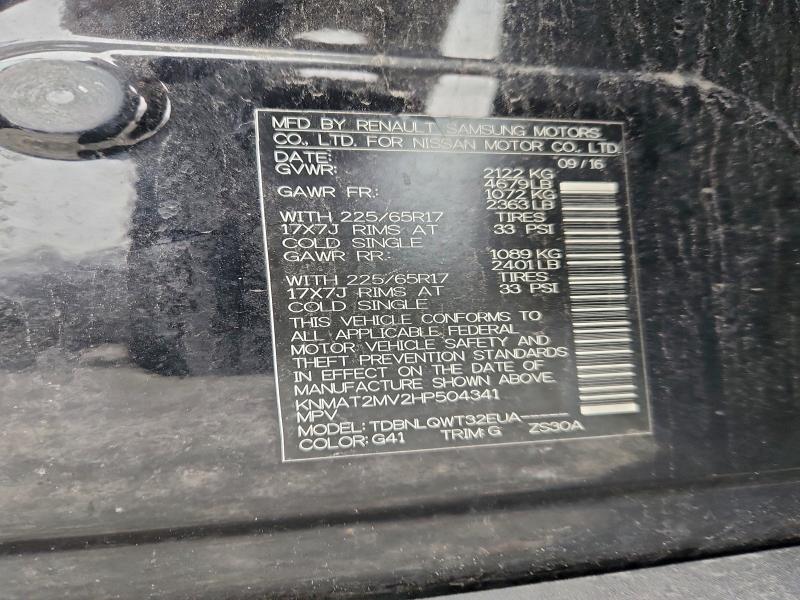 MFD BY RENAULT SAMSUNG MOTORS
CO., LTD. FOR NISSAN MOTOR CO., LTD
DATE: 09/16
GVWR: 2122 KG
4679LB
GAWR FR: 1072 KG
2363 LB
WITH 225/65R17 TIRES
17X7J RIMS AT 33 PSI
COLD SINGLE
GAWR RR: 1089 KG
2401 LB
WITH 225/65R17 TIRES
17X7J RIMS AT 33 PSI
COLD SINGLE
THIS VEHICLE CONFORMS TO
ALL APPLICABLE FEDERAL
MOTOR VEHICLE SAFETY AND
THEFT PREVENTION STANDARDS
IN EFFECT ON THE DATE OF
MANUFACTURE SHOWN ABOVE.
KNMAT2MV2HP504341
MPV
MODEL: TDBNLQWT32EUA-----
COLOR: G41 TRIM: G ZS30A